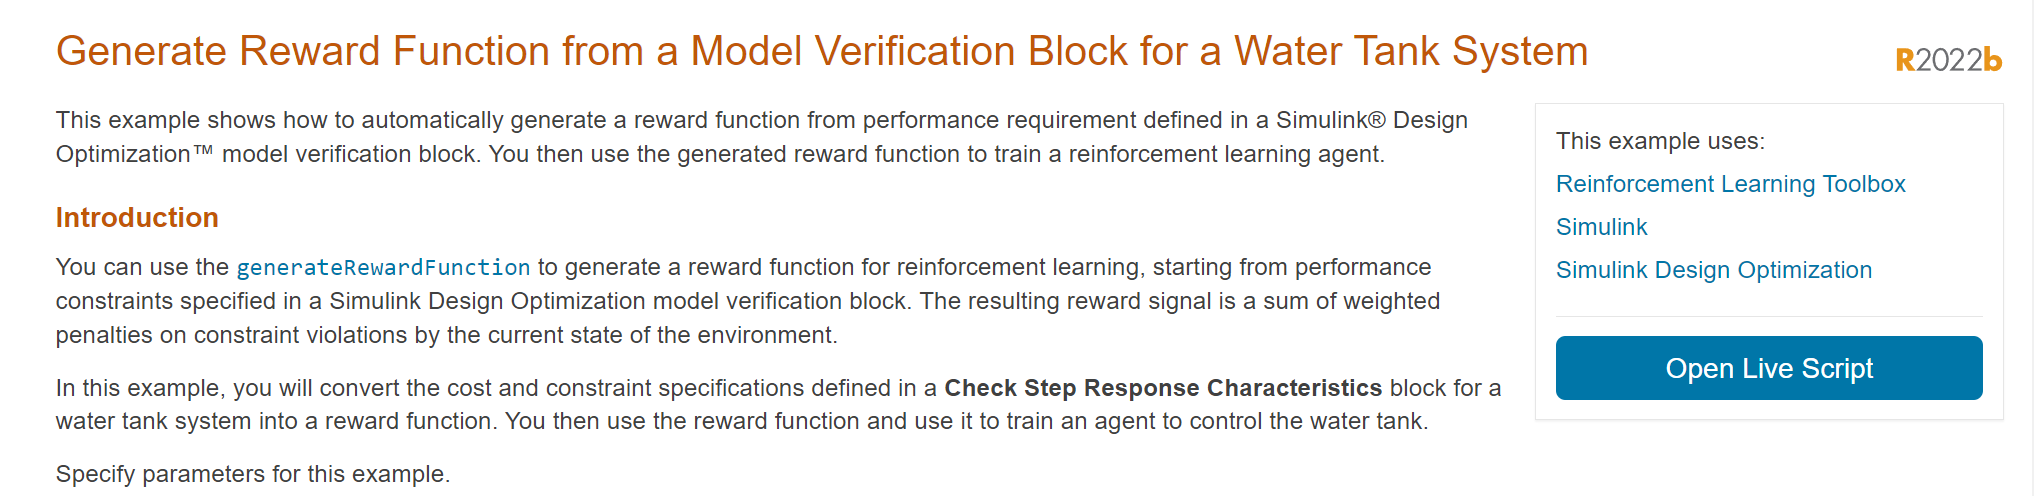 Generate Reward Function from a Model Verification Block for a Water Tank System
R2022b
This example shows how to automatically generate a reward function from performance requirement defined in a Simulink® Design
Optimization™ model verification block. You then use the generated reward function to train a reinforcement learning agent.
Introduction
You can use the generateRewardFunction to generate a reward function for reinforcement learning, starting from performance
constraints specified in a Simulink Design Optimization model verification block. The resulting reward signal is a sum of weighted
penalties on constraint violations by the current state of the environment.
In this example, you will convert the cost and constraint specifications defined in a Check Step Response Characteristics block for a
water tank system into a reward function. You then use the reward function and use it to train an agent to control the water tank.
Specify parameters for this example.
This example uses:
Reinforcement Learning Toolbox
Simulink
Simulink Design Optimization
Open Live Script